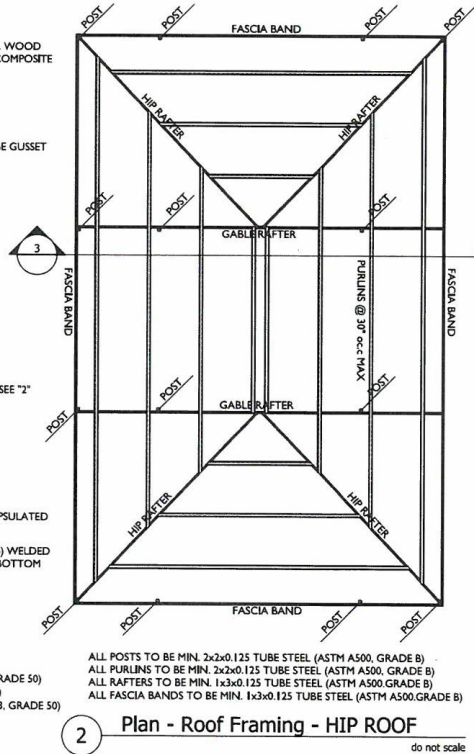 POST
POST
POST
POST
FASCIA BAND
WOOD
COMPOSITE
HIP RAFTER
HIP RAFTER
E GUSSET
POST
POST
POST
GABLE RAFTER
3
FASCIA BAND
PURLINS @ 30" oc.c MAX
FASCIA BAND
SEE "2"
POST
POST
POST
GABLE RAFTER
PSULATED
HIP RAFTER
HIP RAFTER
) WELDED
BOTTOM
FASCIA BAND
POST
POST
POST
POST
ALL POSTS TO BE MIN. 2x2x0.125 TUBE STEEL (ASTM A500, GRADE B)
RADE 50)
ALL PURLINS TO BE MIN. 2x2x0.125 TUBE STEEL (ASTM A500, GRADE B)
)
ALL RAFTERS TO BE MIN. 1x3x0.125 TUBE STEEL (ASTM A500.GRADE B)
3, GRADE 50)
ALL FASCIA BANDS TO BE MIN. 1x3x0.125 TUBE STEEL (ASTM A500.GRADE B)
2
Plan - Roof Framing - HIP ROOF
do not scale